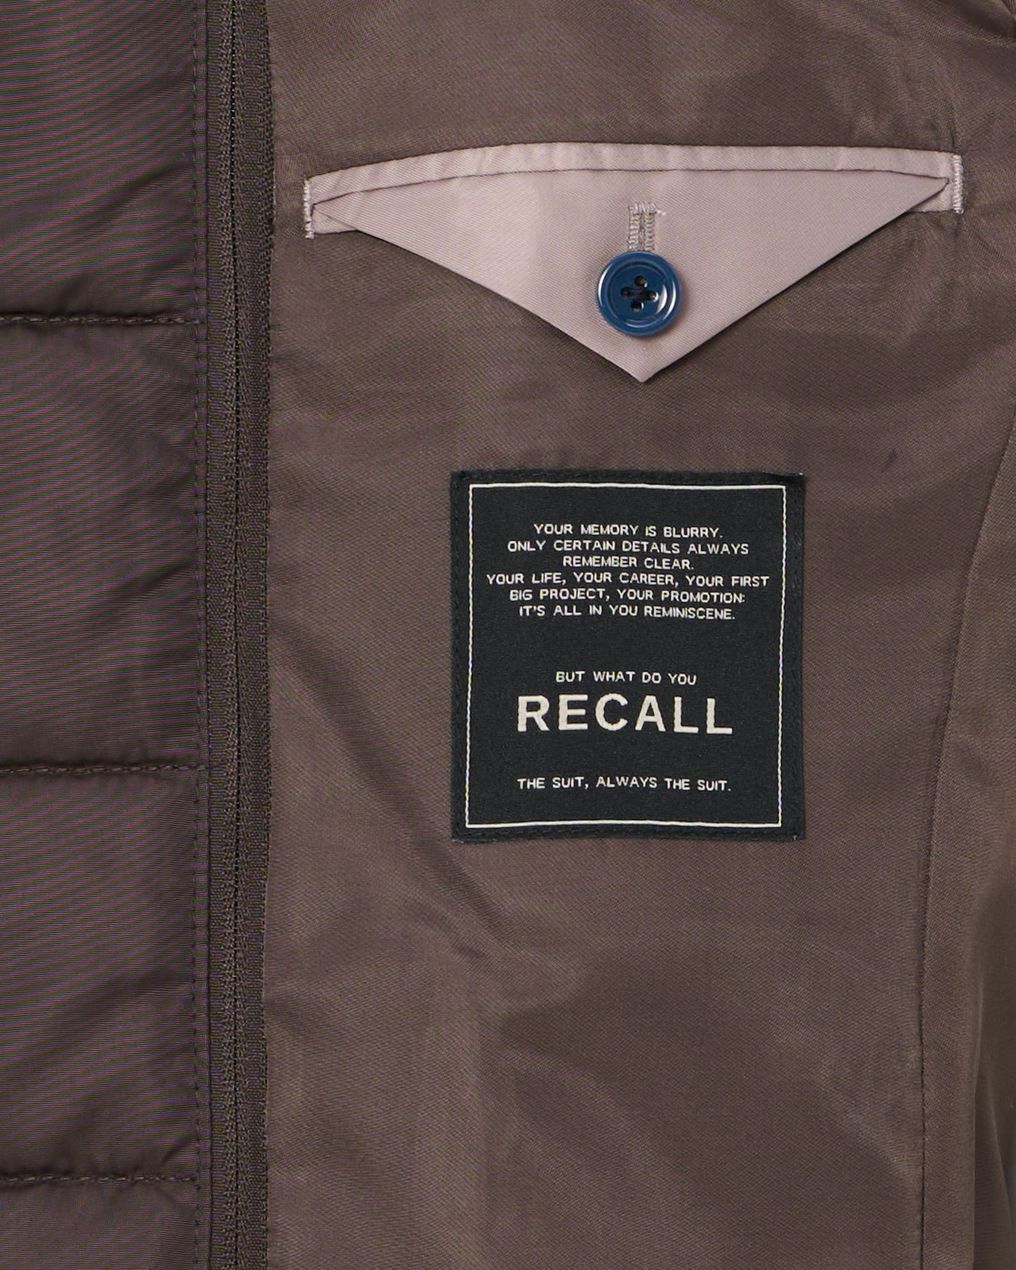 YOUR MEMORY IS BLURRY.
ONLY CERTAIN DETAILS ALWAYS
REMEMBER CLEAR.
YOUR LIFE, YOUR CAREER, YOUR FIRST
BIG PROJECT, YOUR PROMOTION:
IT'S ALL IN YOU REMINISCENE.
BUT WHAT DO YOU
RECALL
THE SUIT, ALWAYS THE SUIT.